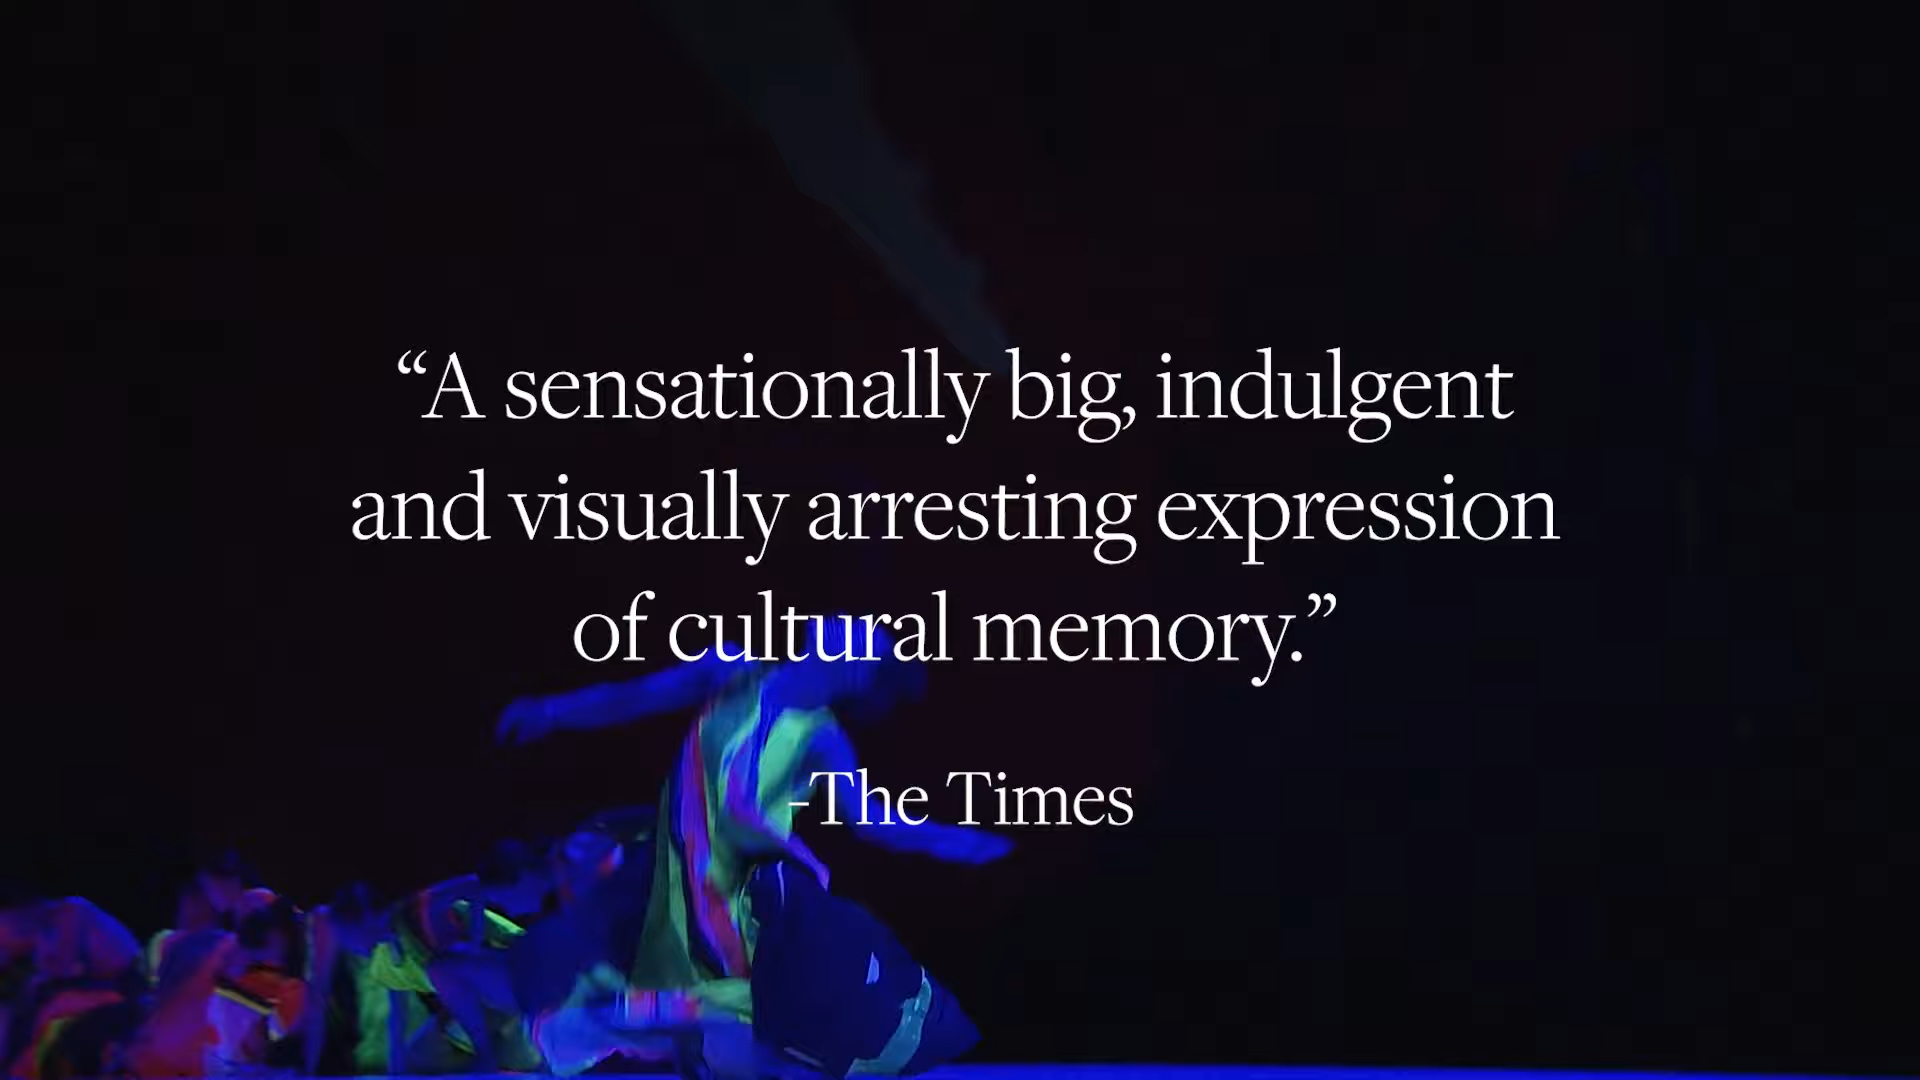 “A sensationally big, indulgent
and visually arresting expression
of cultural memory.”
-The Times